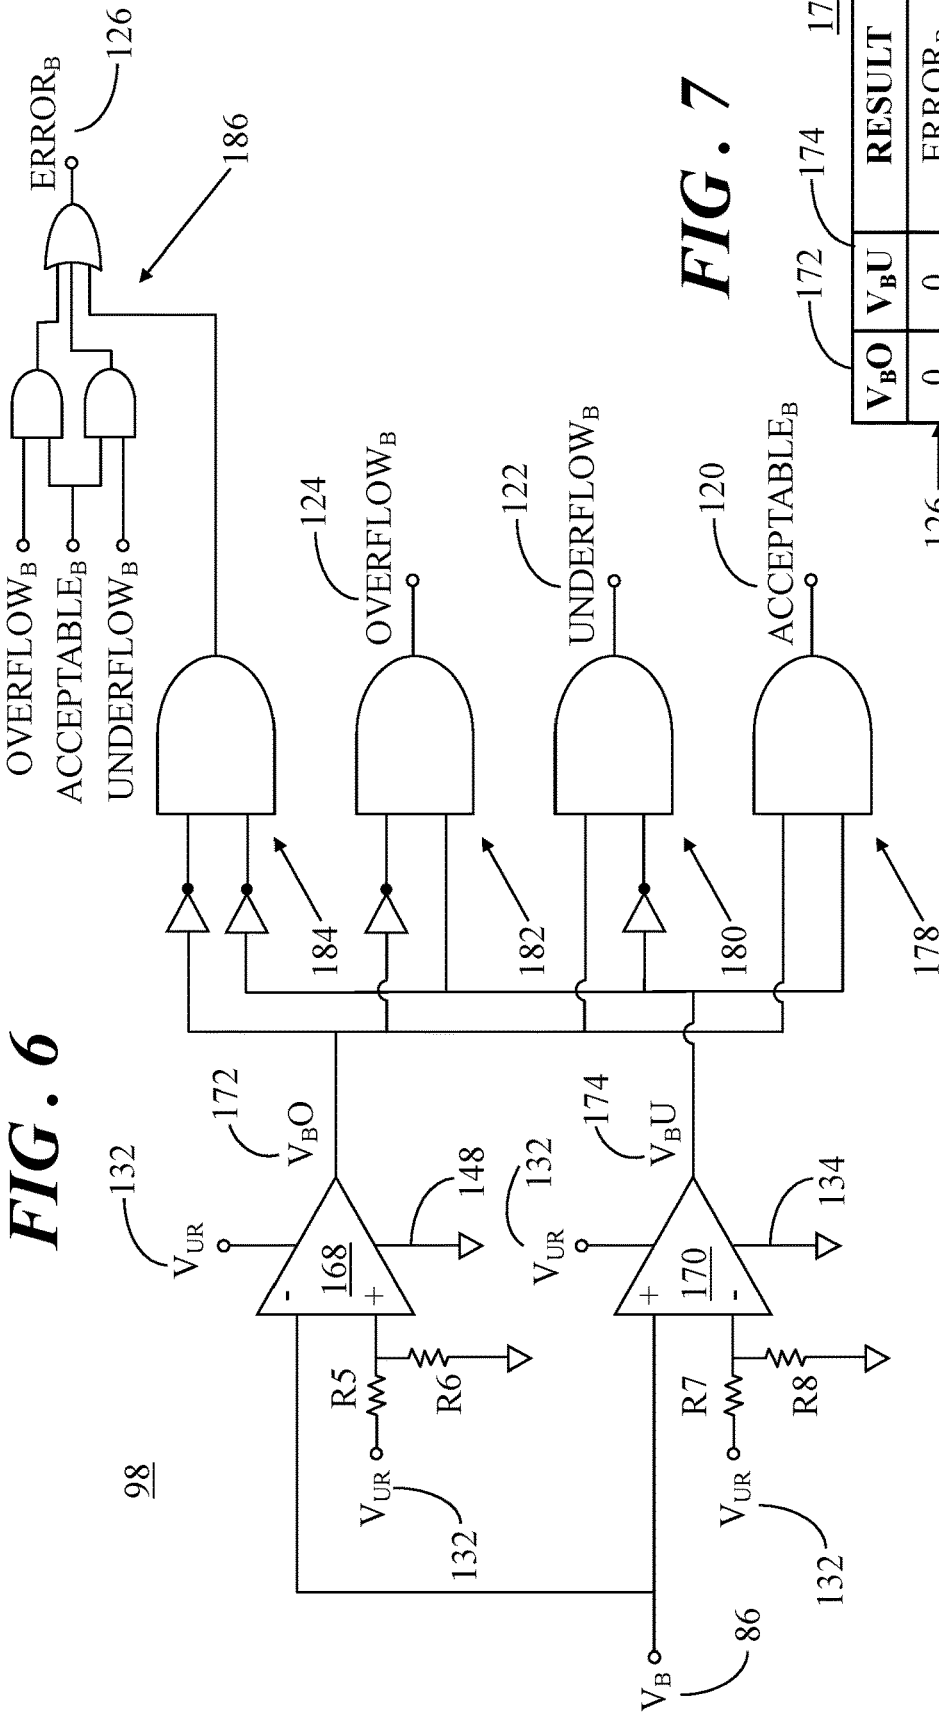 FIG. 6
98
V_B
86
V_UR
132
R5
R6
V_UR
132
R7
R8
132
V_UR
-
168
+
148
132
V_UR
+
170
-
134
172
V_BO
174
V_BU
184
182
180
178
OVERFLOW_B
ACCEPTABLE_B
UNDERFLOW_B
ERROR_B
126
186
124
OVERFLOW_B
122
UNDERFLOW_B
120
ACCEPTABLE_B
FIG. 7
172
174
V_BO V_BU RESULT
0 0
126